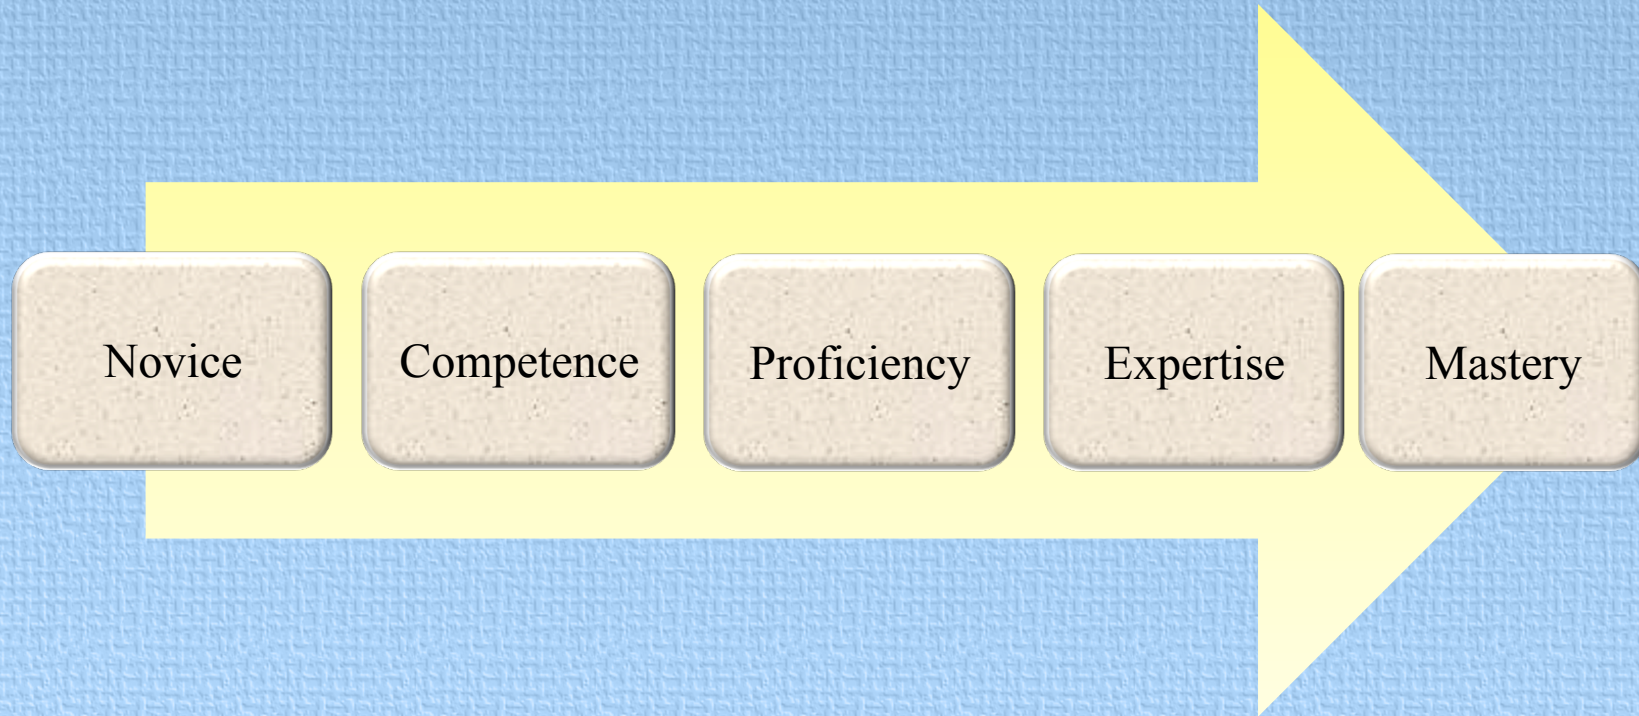 Novice
Competence
Proficiency
Expertise
Mastery